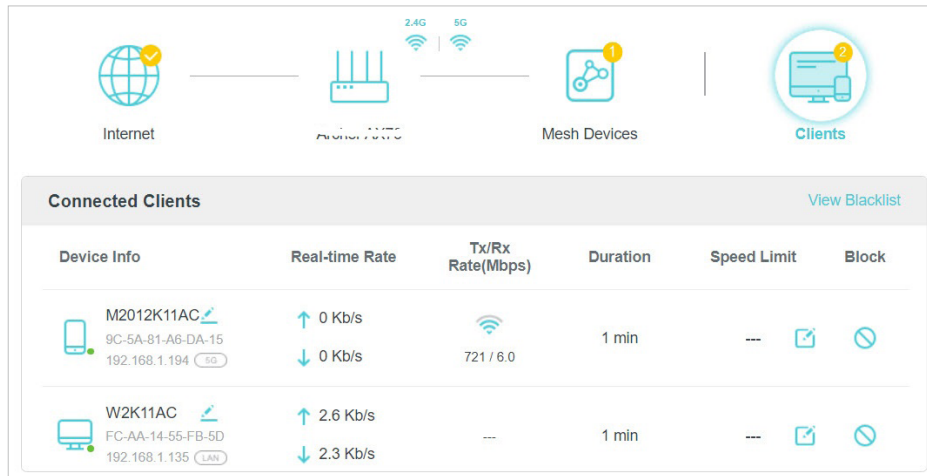 2.4G 5G
1
2
Internet
Mesh Devices
Clients
Connected Clients
View Blacklist
Device Info
Real-time Rate
Tx/Rx
Rate(Mbps)
Duration
Speed Limit
Block
M2012K11AC
9C-5A-81-A6-DA-15
192.168.1.194 5G
↑ 0 Kb/s
↓ 0 Kb/s
721 / 6.0
1 min
---
W2K11AC
FC-AA-14-55-FB-5D
192.168.1.135 LAN
↑ 2.6 Kb/s
↓ 2.3 Kb/s
---
1 min
---